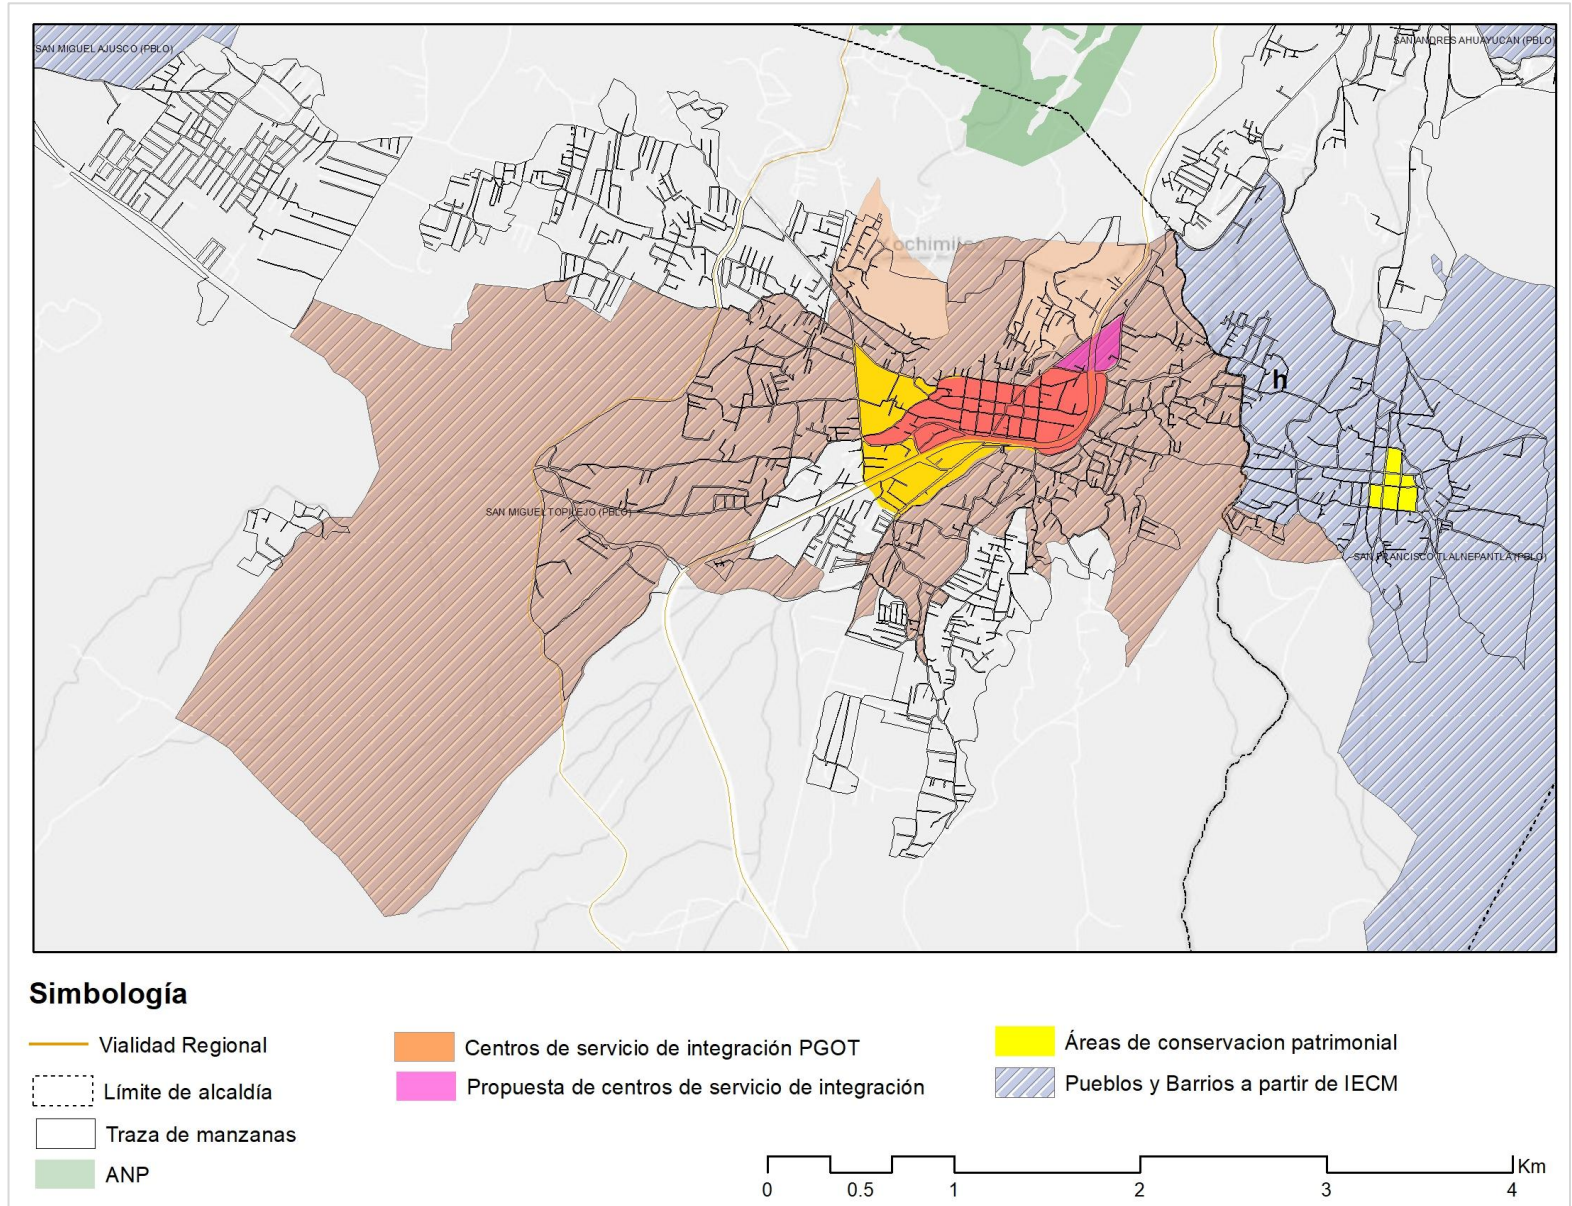 SAN MIGUEL AJUSCO (PBLO)
SAN ANDRES AHUAYUCAN (PBLO)
ochimilco
h
SAN MIGUEL TOPILEJO (PBLO)
SAN FRANCISCO TLALNEPANTLA (PBLO)
Simbología
Vialidad Regional
Límite de alcaldía
Traza de manzanas
ANP
Centros de servicio de integración PGOT
Propuesta de centros de servicio de integración
Áreas de conservacion patrimonial
Pueblos y Barrios a partir de IECM
Km
0 0.5 1 2 3 4